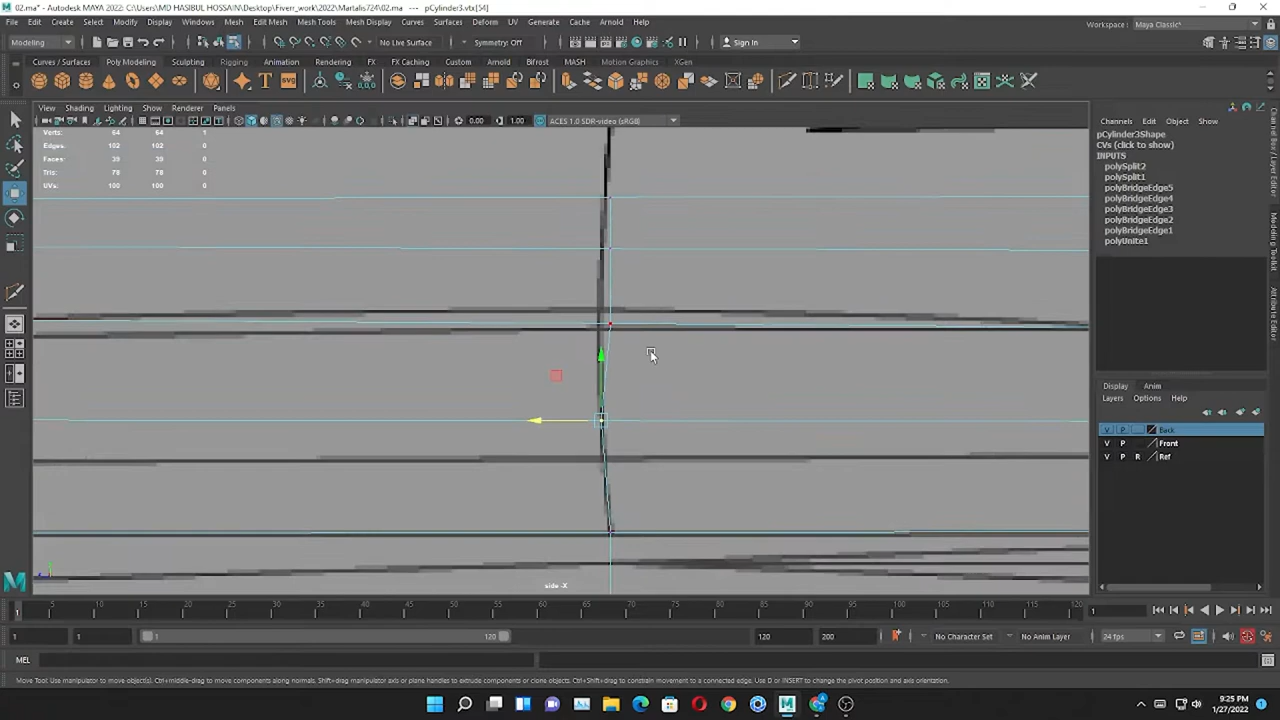 02.ma* - Autodesk MAYA 2022: C:\Users\MD HASIBUL HOSSAIN\Desktop\Fiverr_work\2022\Martalis724\02.ma* --- pCylinder3.vtx[54]
File Edit Create Select Modify Display Windows Mesh Edit Mesh Mesh Tools Mesh Display Curves Surfaces Deform UV Generate Cache Arnold Help
Workspace : Maya Classic*
Modeling No Live Surface Symmetry: Off Sign In
Curves / Surfaces Poly Modeling Sculpting Rigging Animation Rendering FX FX Caching Custom Arnold Bifrost MASH Motion Graphics XGen
View Shading Lighting Show Renderer Panels
0.00 1.00 ACES 1.0 SDR-video (sRGB)
Verts: 64 64 1
Edges: 102 102 0
Faces: 39 39 0
Tris: 78 78 0
UVs: 100 100 0
side -X
Channels Edit Object Show
pCylinder3Shape
CVs (click to show)
INPUTS
polySplit2
polySplit1
polyBridgeEdge5
polyBridgeEdge4
polyBridgeEdge3
polyBridgeEdge2
polyBridgeEdge1
polyUnite1
Display Anim
Layers Options Help
V P Back
V P Front
V P R Ref
Channel Box / Layer Editor
Modeling Toolkit
Attribute Editor
1 5 10 15 20 25 30 35 40 45 50 55 60 65 70 75 80 85 90 95 100 105 110 115 120 1
1 1 1 120 120 200 No Character Set No Anim Layer 24 fps
MEL
Move Tool: Use manipulator to move object(s). Ctrl+middle-drag to move components along normals. Shift+drag manipulator axis or plane handles to extrude components or clone objects. Ctrl+Shift+drag to constrain movement to a connected edge. Use D or INSERT to change the pivot position and axis orientation.
9:25 PM
1/27/2022